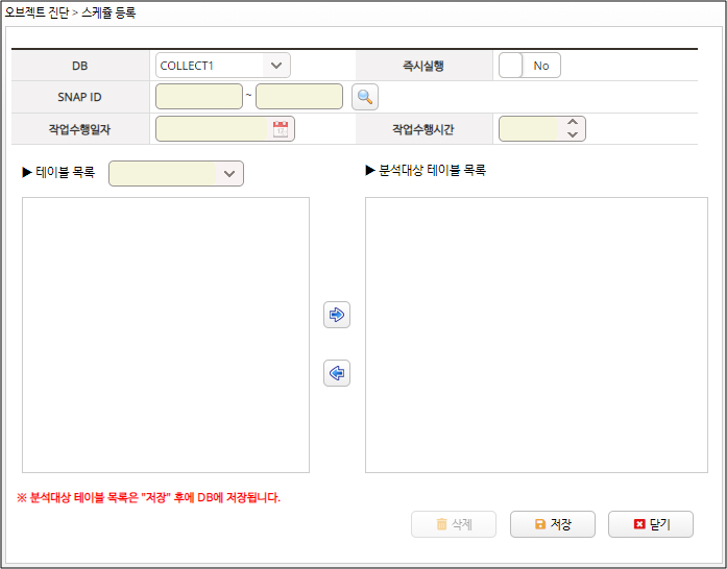 오브젝트 진단 > 스케쥴 등록
DB COLLECT1 즉시실행 No
SNAP ID ~
작업수행일자 작업수행시간
▶ 테이블 목록 ▶ 분석대상 테이블 목록
※ 분석대상 테이블 목록은 "저장" 후에 DB에 저장됩니다.
삭제 저장 닫기